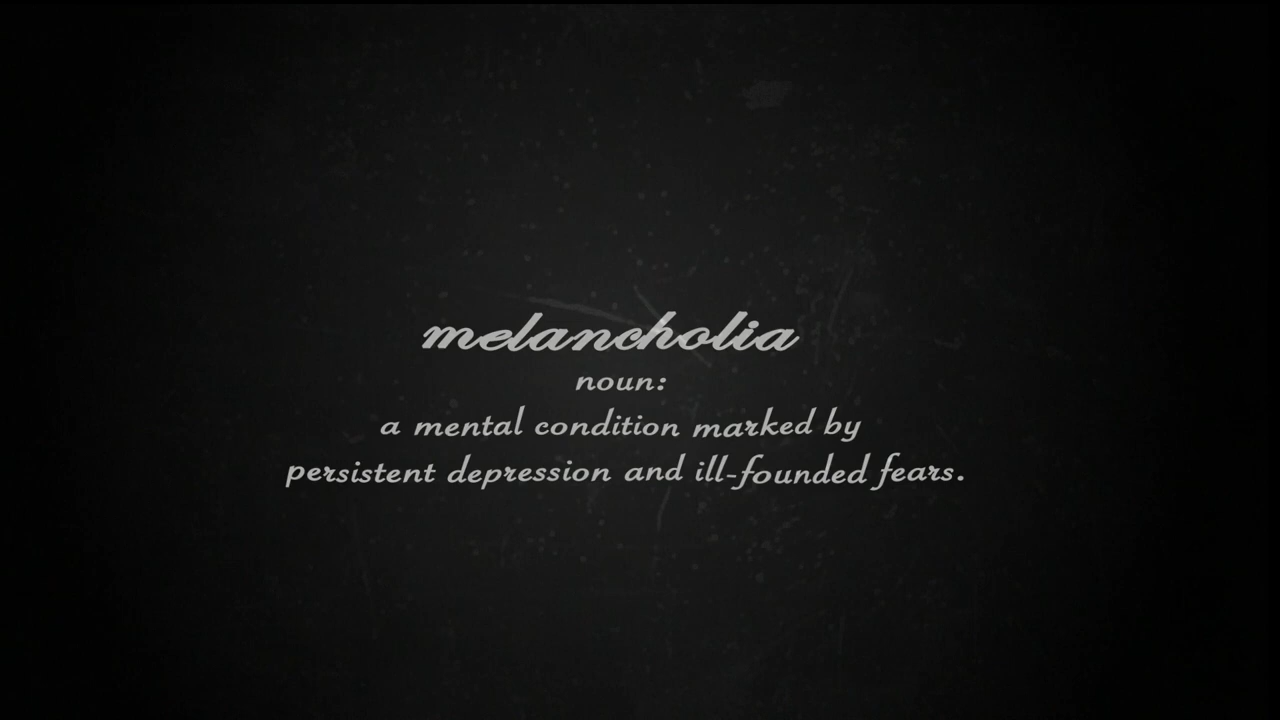 melancholia
noun:
a mental condition marked by
persistent depression and ill-founded fears.